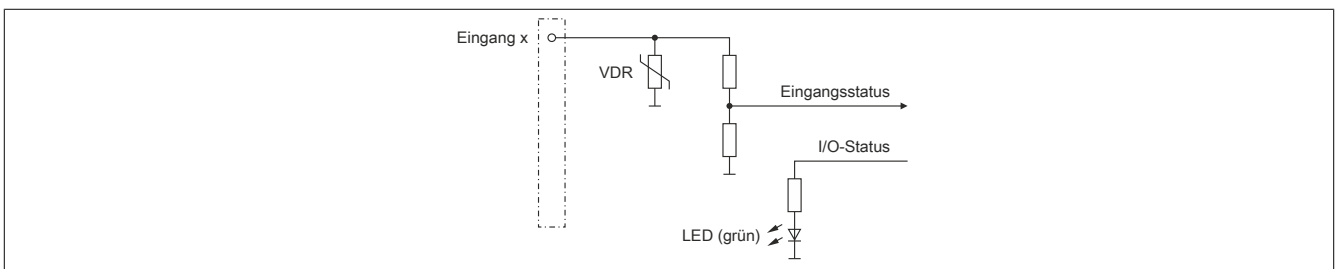 Eingang x
VDR
Eingangsstatus
I/O-Status
LED (grün)